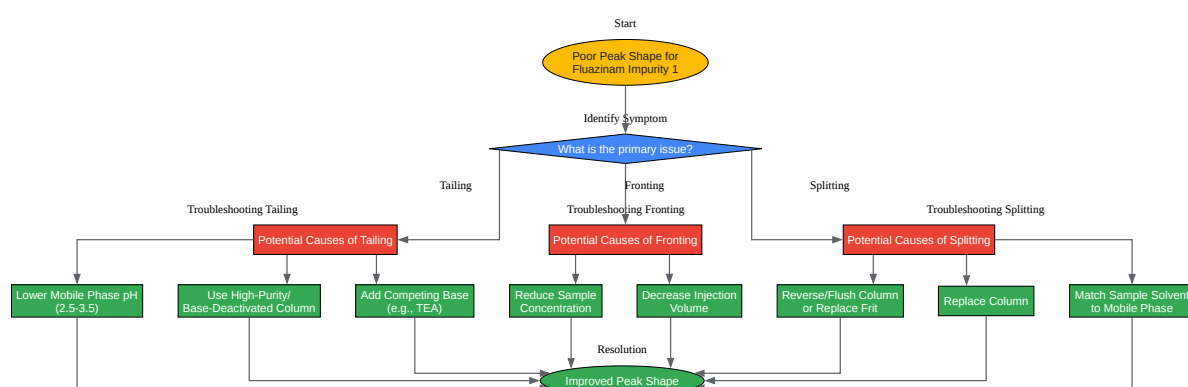 Start
Poor Peak Shape for
Fluazinam Impurity 1
Identify Symptom
What is the primary issue?
Tailing
Fronting
Splitting
Troubleshooting Tailing
Troubleshooting Fronting
Troubleshooting Splitting
Potential Causes of Tailing
Potential Causes of Fronting
Potential Causes of Splitting
Lower Mobile Phase pH
(2.5-3.5)
Use High-Purity/
Base-Deactivated Column
Add Competing Base
(e.g., TEA)
Reduce Sample
Concentration
Decrease Injection
Volume
Reverse/Flush Column
or Replace Frit
Replace Column
Match Sample Solvent
to Mobile Phase
Resolution
Improved Peak Shape